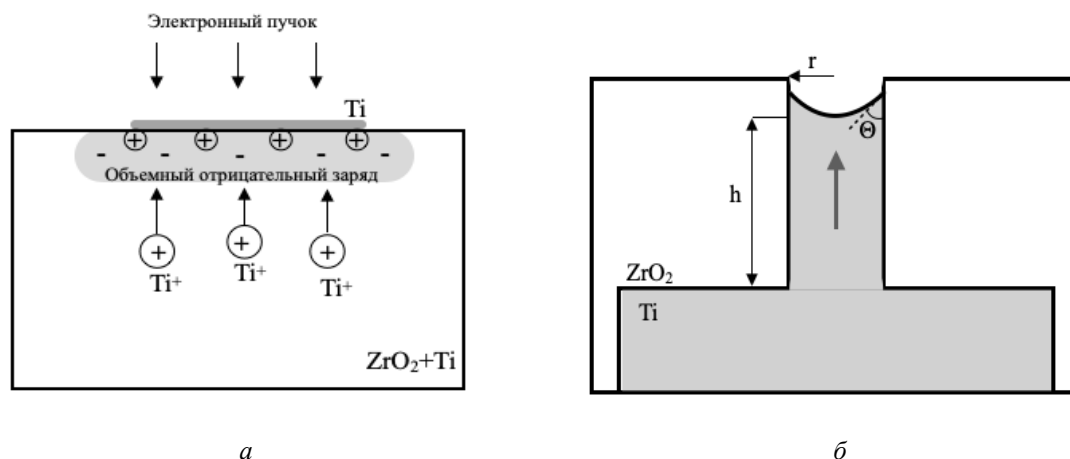 Электронный пучок
Ti
+ + + +
- - - - -
Объемный отрицательный заряд
+ + +
Ti+ Ti+ Ti+
ZrO₂+Ti
а
r
Θ
h
ZrO₂
Ti
б